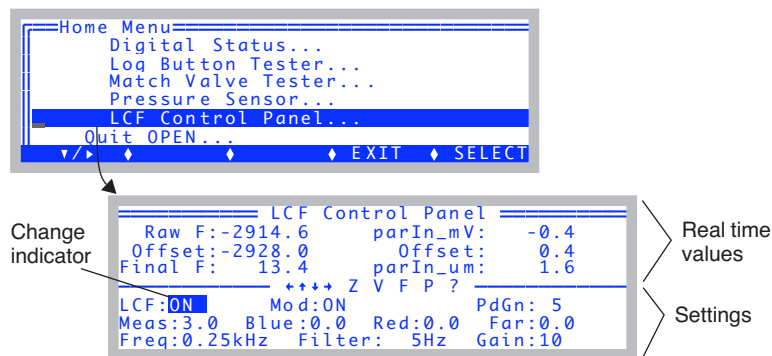 Home Menu
Digital Status...
Log Button Tester...
Match Valve Tester...
Pressure Sensor...
LCF Control Panel...
Quit OPEN...
▼/▶ ♦ ♦ ♦ EXIT ♦ SELECT
LCF Control Panel
Raw F:-2914.6 parIn_mV: -0.4
Offset:-2928.0 Offset: 0.4
Final F: 13.4 parIn_um: 1.6
←↑↓→ Z V F P ?
LCF:ON Mod:ON PdGn: 5
Meas:3.0 Blue:0.0 Red:0.0 Far:0.0
Freq:0.25kHz Filter: 5Hz Gain:10
Change
indicator
Real time
values
Settings